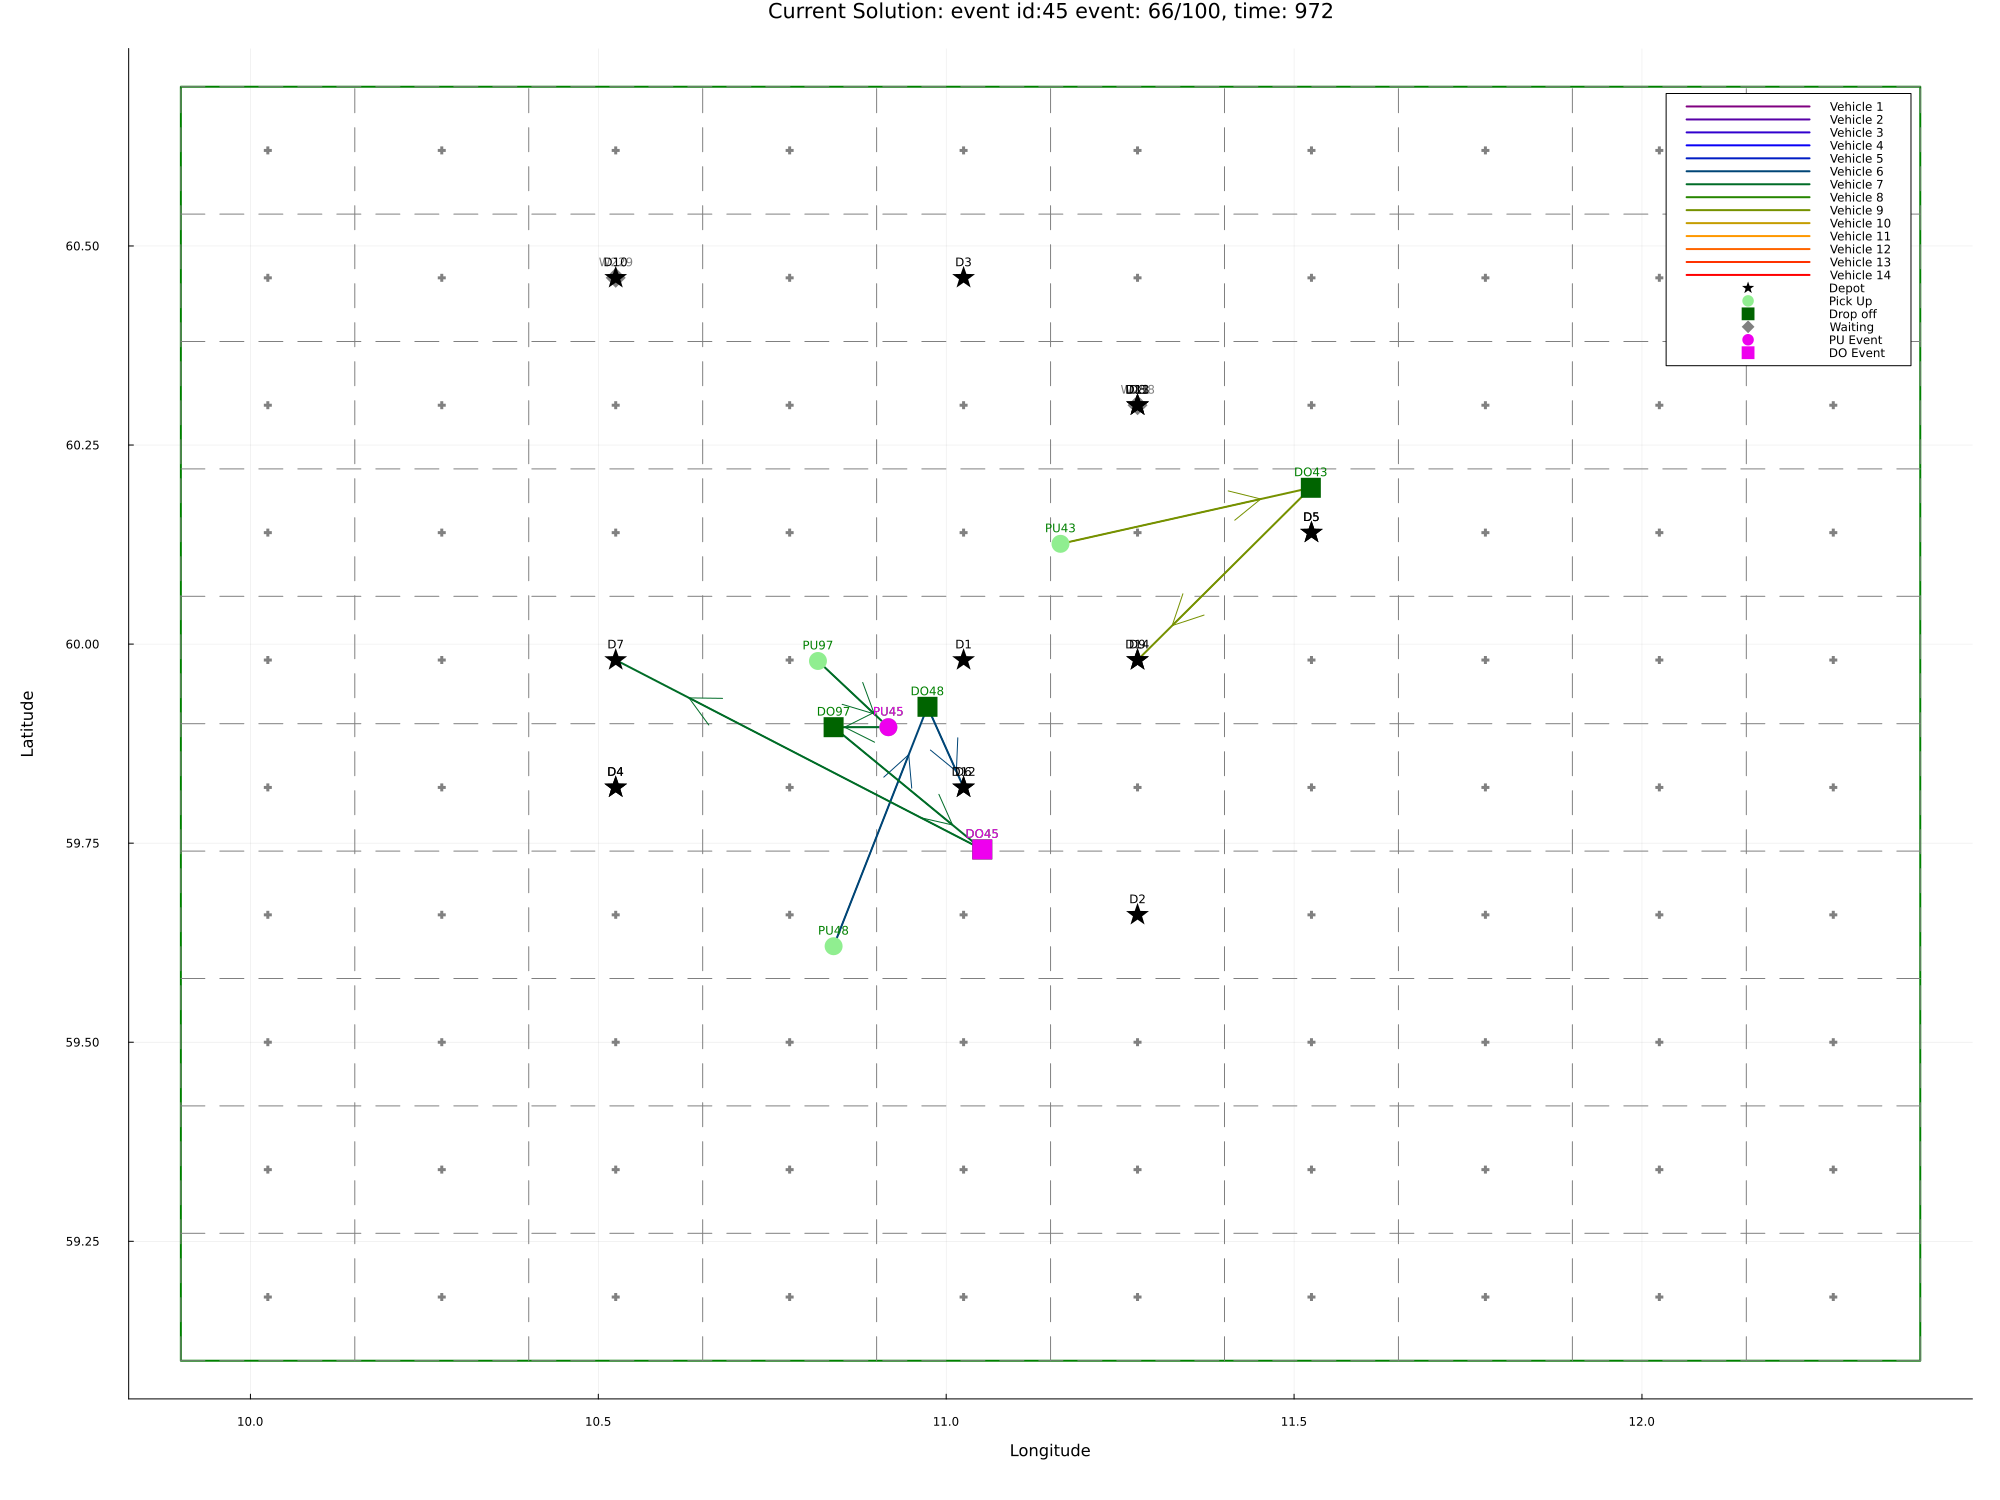 Current Solution: event id:45 event: 66/100, time: 972
Vehicle 1
Vehicle 2
Vehicle 3
Vehicle 4
Vehicle 5
Vehicle 6
Vehicle 7
Vehicle 8
Vehicle 9
Vehicle 10
Vehicle 11
Vehicle 12
Vehicle 13
Vehicle 14
Depot
Pick Up
Drop off
Waiting
PU Event
DO Event
60.50
D10
D3
60.25
DO43
D5
PU43
60.00
D7
PU97
D1
DO48
DO97
PU45
D4
59.75
DO45
D2
PU48
59.50
59.25
10.0
10.5
11.0
11.5
12.0
Longitude
Latitude